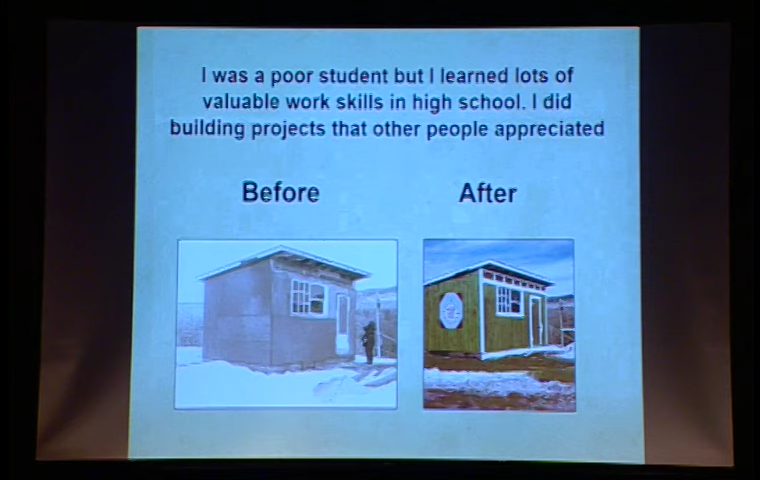 I was a poor student but I learned lots of
valuable work skills in high school. I did
building projects that other people appreciated
Before
After